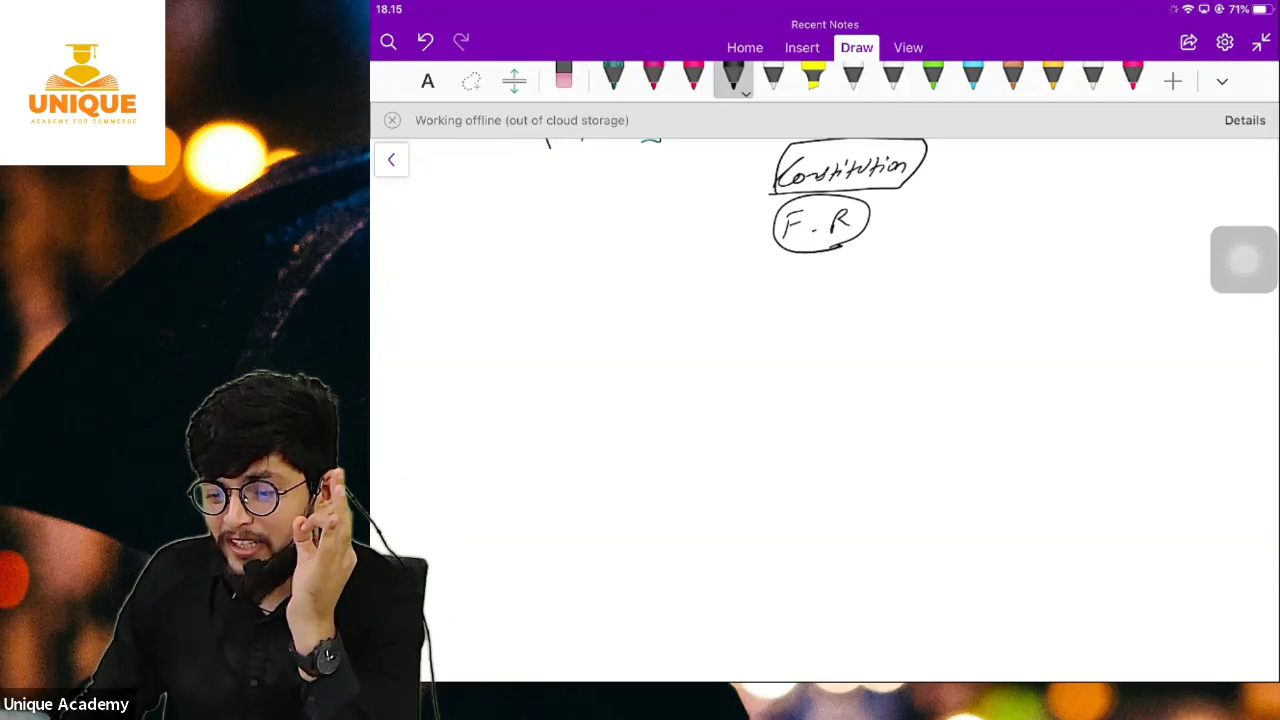 18.15
71%
Recent Notes
Home Insert Draw View
A
Working offline (out of cloud storage)
Details
Constitution
F. R
UNIQUE
ACADEMY FOR COMMERCE
Unique Academy